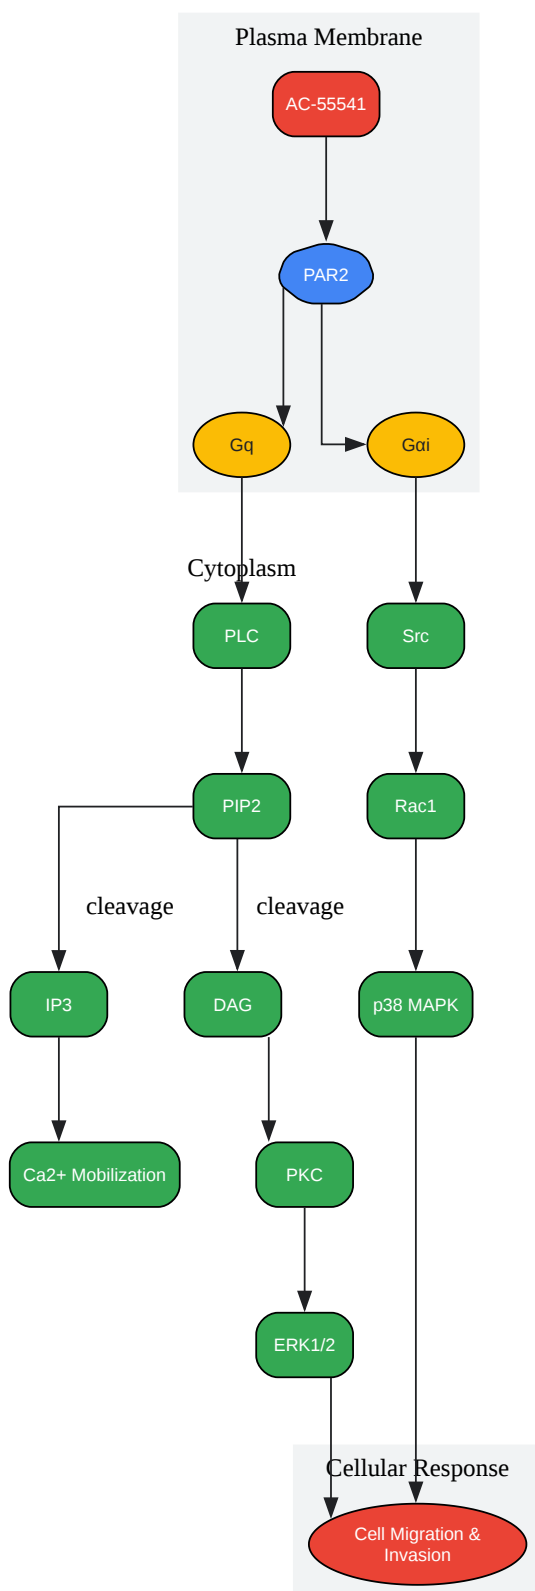 Plasma Membrane
AC-55541
PAR2
Gq
Gαi
Cytoplasm
PLC
Src
PIP2
Rac1
cleavage
cleavage
IP3
DAG
p38 MAPK
Ca2+ Mobilization
PKC
ERK1/2
Cellular Response
Cell Migration &
Invasion